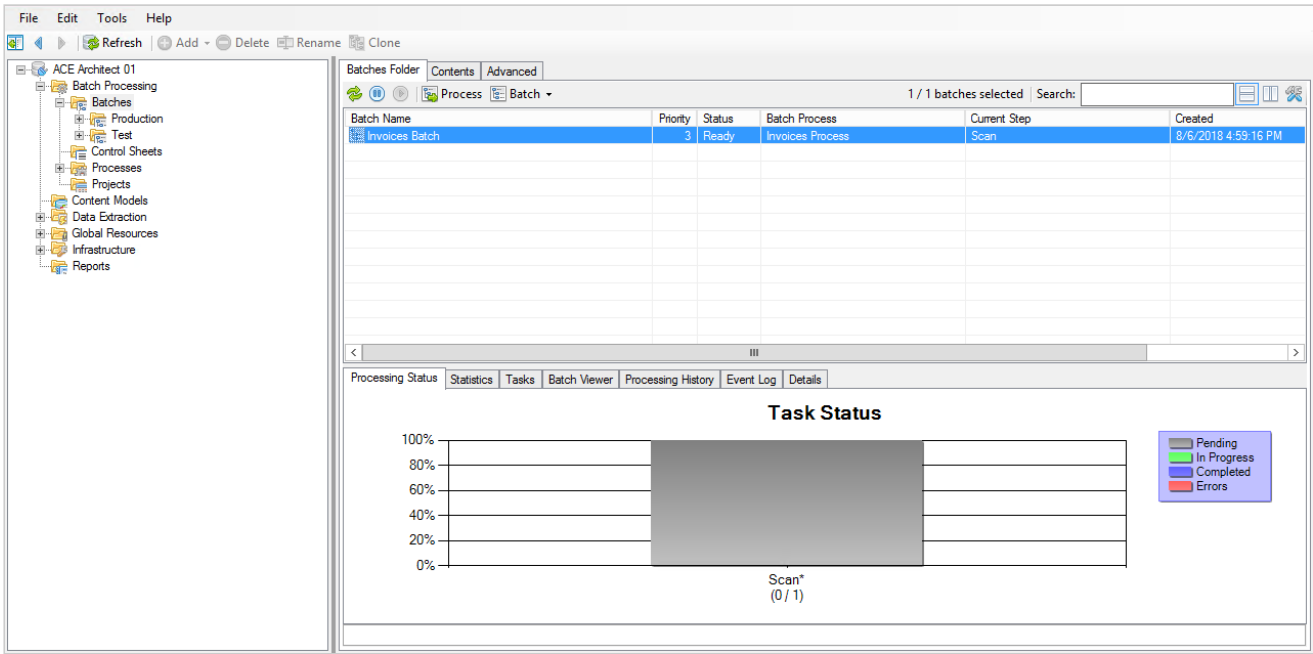 File Edit Tools Help
Refresh Add Delete Rename Clone
ACE Architect 01
Batch Processing
Batches
Production
Test
Control Sheets
Processes
Projects
Content Models
Data Extraction
Global Resources
Infrastructure
Reports
Batches Folder Contents Advanced
Process Batch 1 / 1 batches selected Search:
Batch Name Priority Status Batch Process Current Step Created
Invoices Batch 3 Ready Invoices Process Scan 8/6/2018 4:59:16 PM
Processing Status Statistics Tasks Batch Viewer Processing History Event Log Details
Task Status
100%
80%
60%
40%
20%
0%
Scan*
(0 / 1)
Pending
In Progress
Completed
Errors